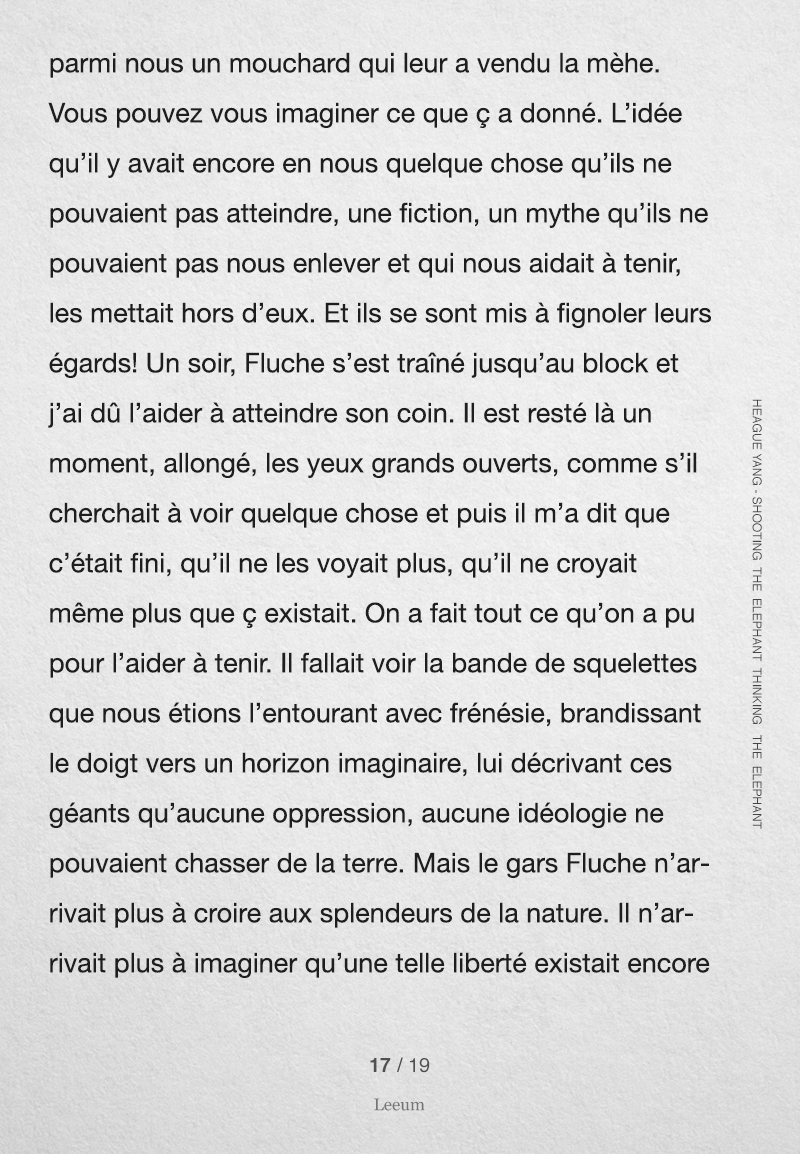 parmi nous un mouchard qui leur a vendu la mèhe.
Vous pouvez vous imaginer ce que ç a donné. L’idée
qu’il y avait encore en nous quelque chose qu’ils ne
pouvaient pas atteindre, une fiction, un mythe qu’ils ne
pouvaient pas nous enlever et qui nous aidait à tenir,
les mettait hors d’eux. Et ils se sont mis à fignoler leurs
égards! Un soir, Fluche s’est traîné jusqu’au block et
j’ai dû l’aider à atteindre son coin. Il est resté là un
moment, allongé, les yeux grands ouverts, comme s’il
cherchait à voir quelque chose et puis il m’a dit que
c’était fini, qu’il ne les voyait plus, qu’il ne croyait
même plus que ç existait. On a fait tout ce qu’on a pu
pour l’aider à tenir. Il fallait voir la bande de squelettes
que nous étions l’entourant avec frénésie, brandissant
le doigt vers un horizon imaginaire, lui décrivant ces
géants qu’aucune oppression, aucune idéologie ne
pouvaient chasser de la terre. Mais le gars Fluche n’ar-
rivait plus à croire aux splendeurs de la nature. Il n’ar-
rivait plus à imaginer qu’une telle liberté existait encore
HEAGUE YANG - SHOOTING THE ELEPHANT THINKING THE ELEPHANT
17 / 19
Leeum